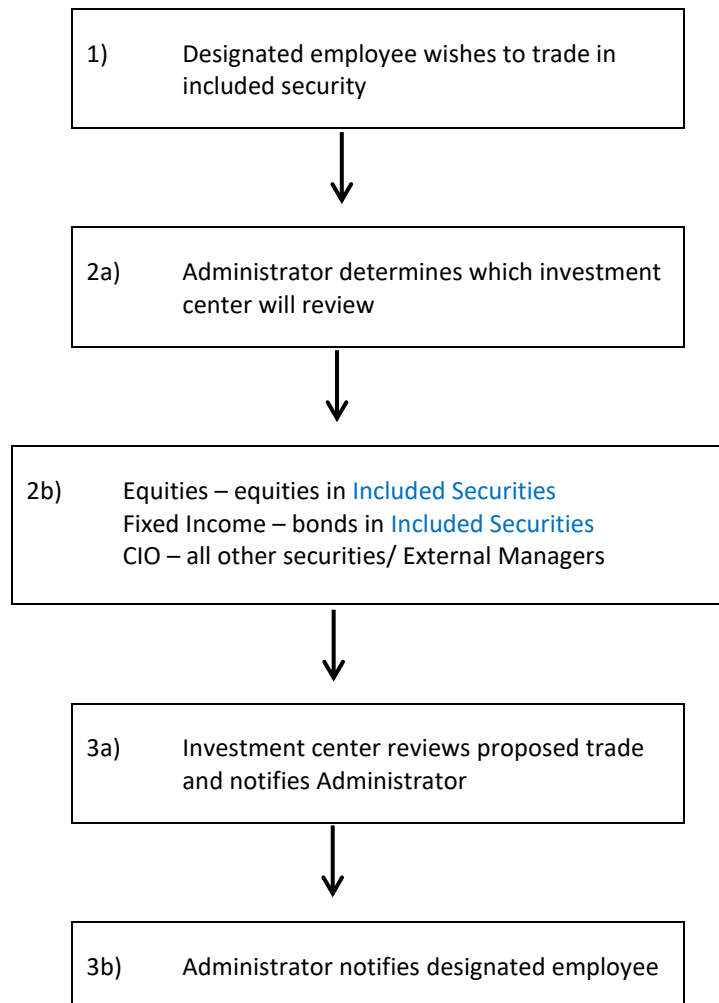 1) Designated employee wishes to trade in
included security
2a) Administrator determines which investment
center will review
2b) Equities – equities in Included Securities
Fixed Income – bonds in Included Securities
CIO – all other securities/ External Managers
3a) Investment center reviews proposed trade
and notifies Administrator
3b) Administrator notifies designated employee